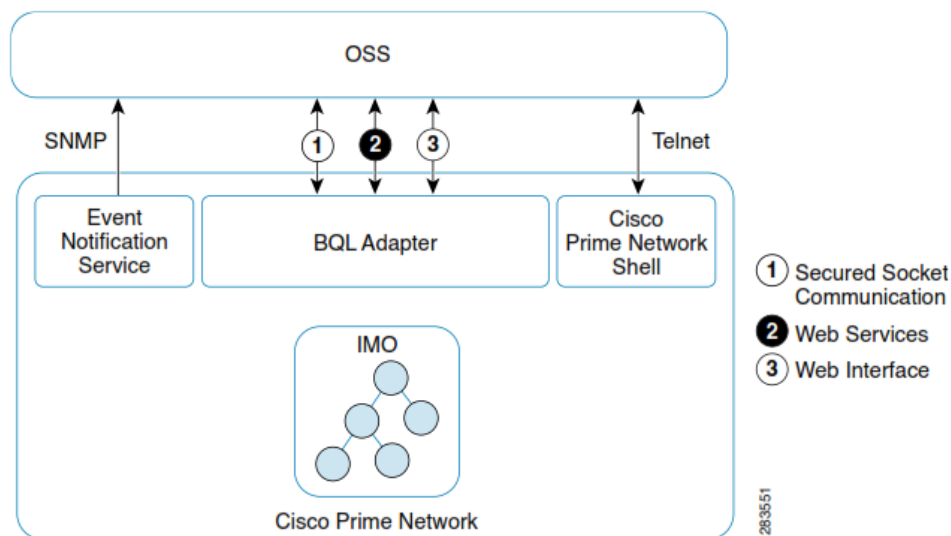 OSS
SNMP
1
2
3
Telnet
Event
Notification
Service
BQL Adapter
Cisco
Prime Network
Shell
1 Secured Socket
Communication
2 Web Services
3 Web Interface
IMO
Cisco Prime Network
283551